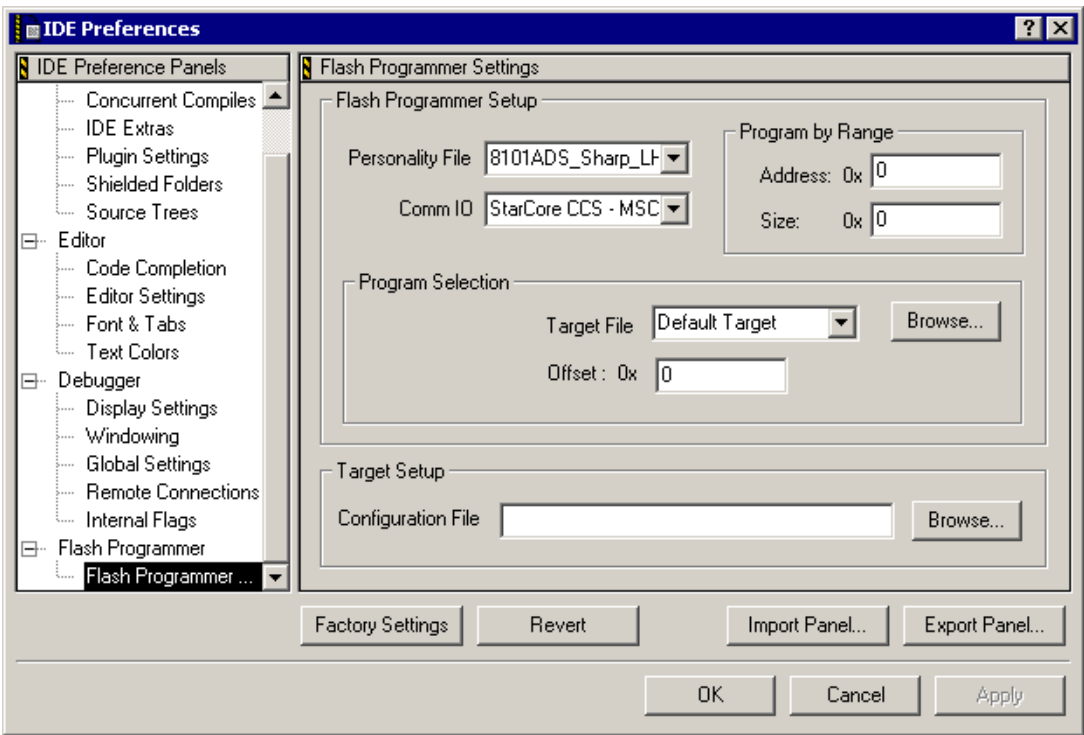 IDE Preferences
IDE Preference Panels
Concurrent Compiles
IDE Extras
Plugin Settings
Shielded Folders
Source Trees
Editor
Code Completion
Editor Settings
Font & Tabs
Text Colors
Debugger
Display Settings
Windowing
Global Settings
Remote Connections
Internal Flags
Flash Programmer
Flash Programmer ...
Flash Programmer Settings
Flash Programmer Setup
Personality File 8101ADS_Sharp_LH
Comm IO StarCore CCS - MSC
Program by Range
Address: 0x 0
Size: 0x 0
Program Selection
Target File Default Target Browse...
Offset : 0x 0
Target Setup
Configuration File Browse...
Factory Settings Revert Import Panel... Export Panel...
OK Cancel Apply